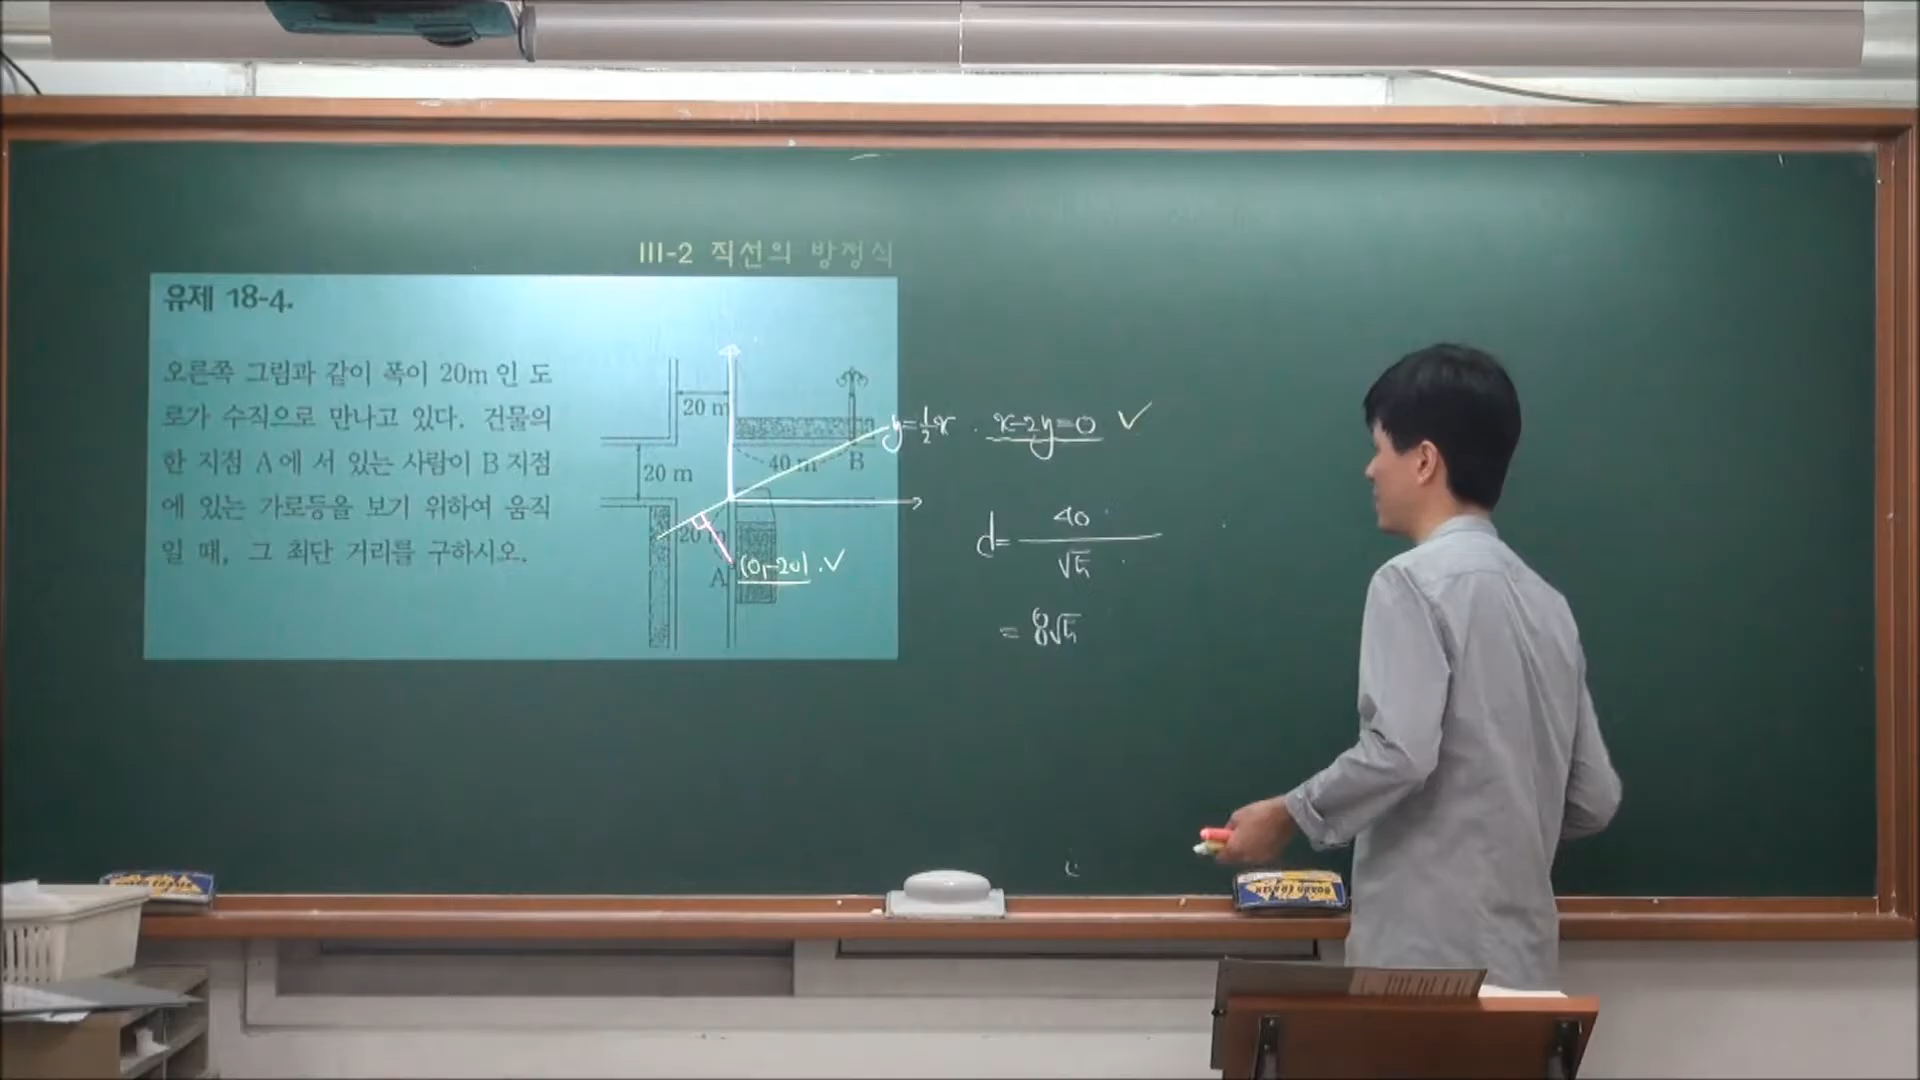 III-2 직선의 방정식
유제 18-4.
오른쪽 그림과 같이 폭이 20m 인 도
로가 수직으로 만나고 있다. 건물의
한 지점 A에 서 있는 사람이 B 지점
에 있는 가로등을 보기 위하여 움직
일 때, 그 최단 거리를 구하시오.
20 m
40 m
B
20 m
20 m
A
(0,-20)
y=½x . x-2y=0
d= 40/√5
= 8√5